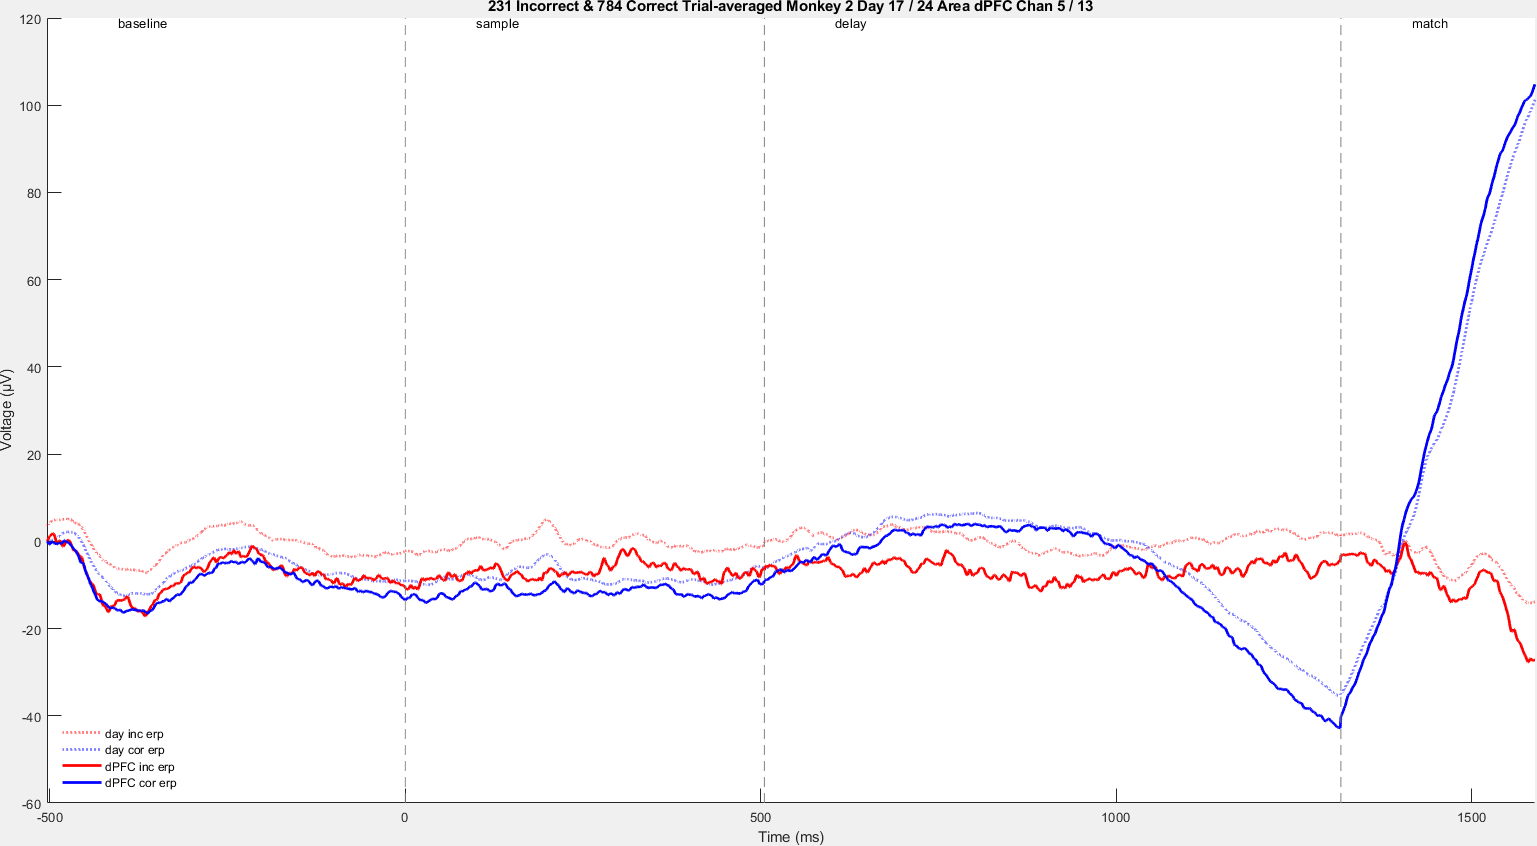 231 Incorrect & 784 Correct Trial-averaged Monkey 2 Day 17 / 24 Area dPFC Chan 5 / 13
baseline
sample
delay
match
120
100
80
60
40
20
0
-20
-40
-60
Voltage (µV)
day inc erp
day cor erp
dPFC inc erp
dPFC cor erp
-500
0
500
1000
1500
Time (ms)